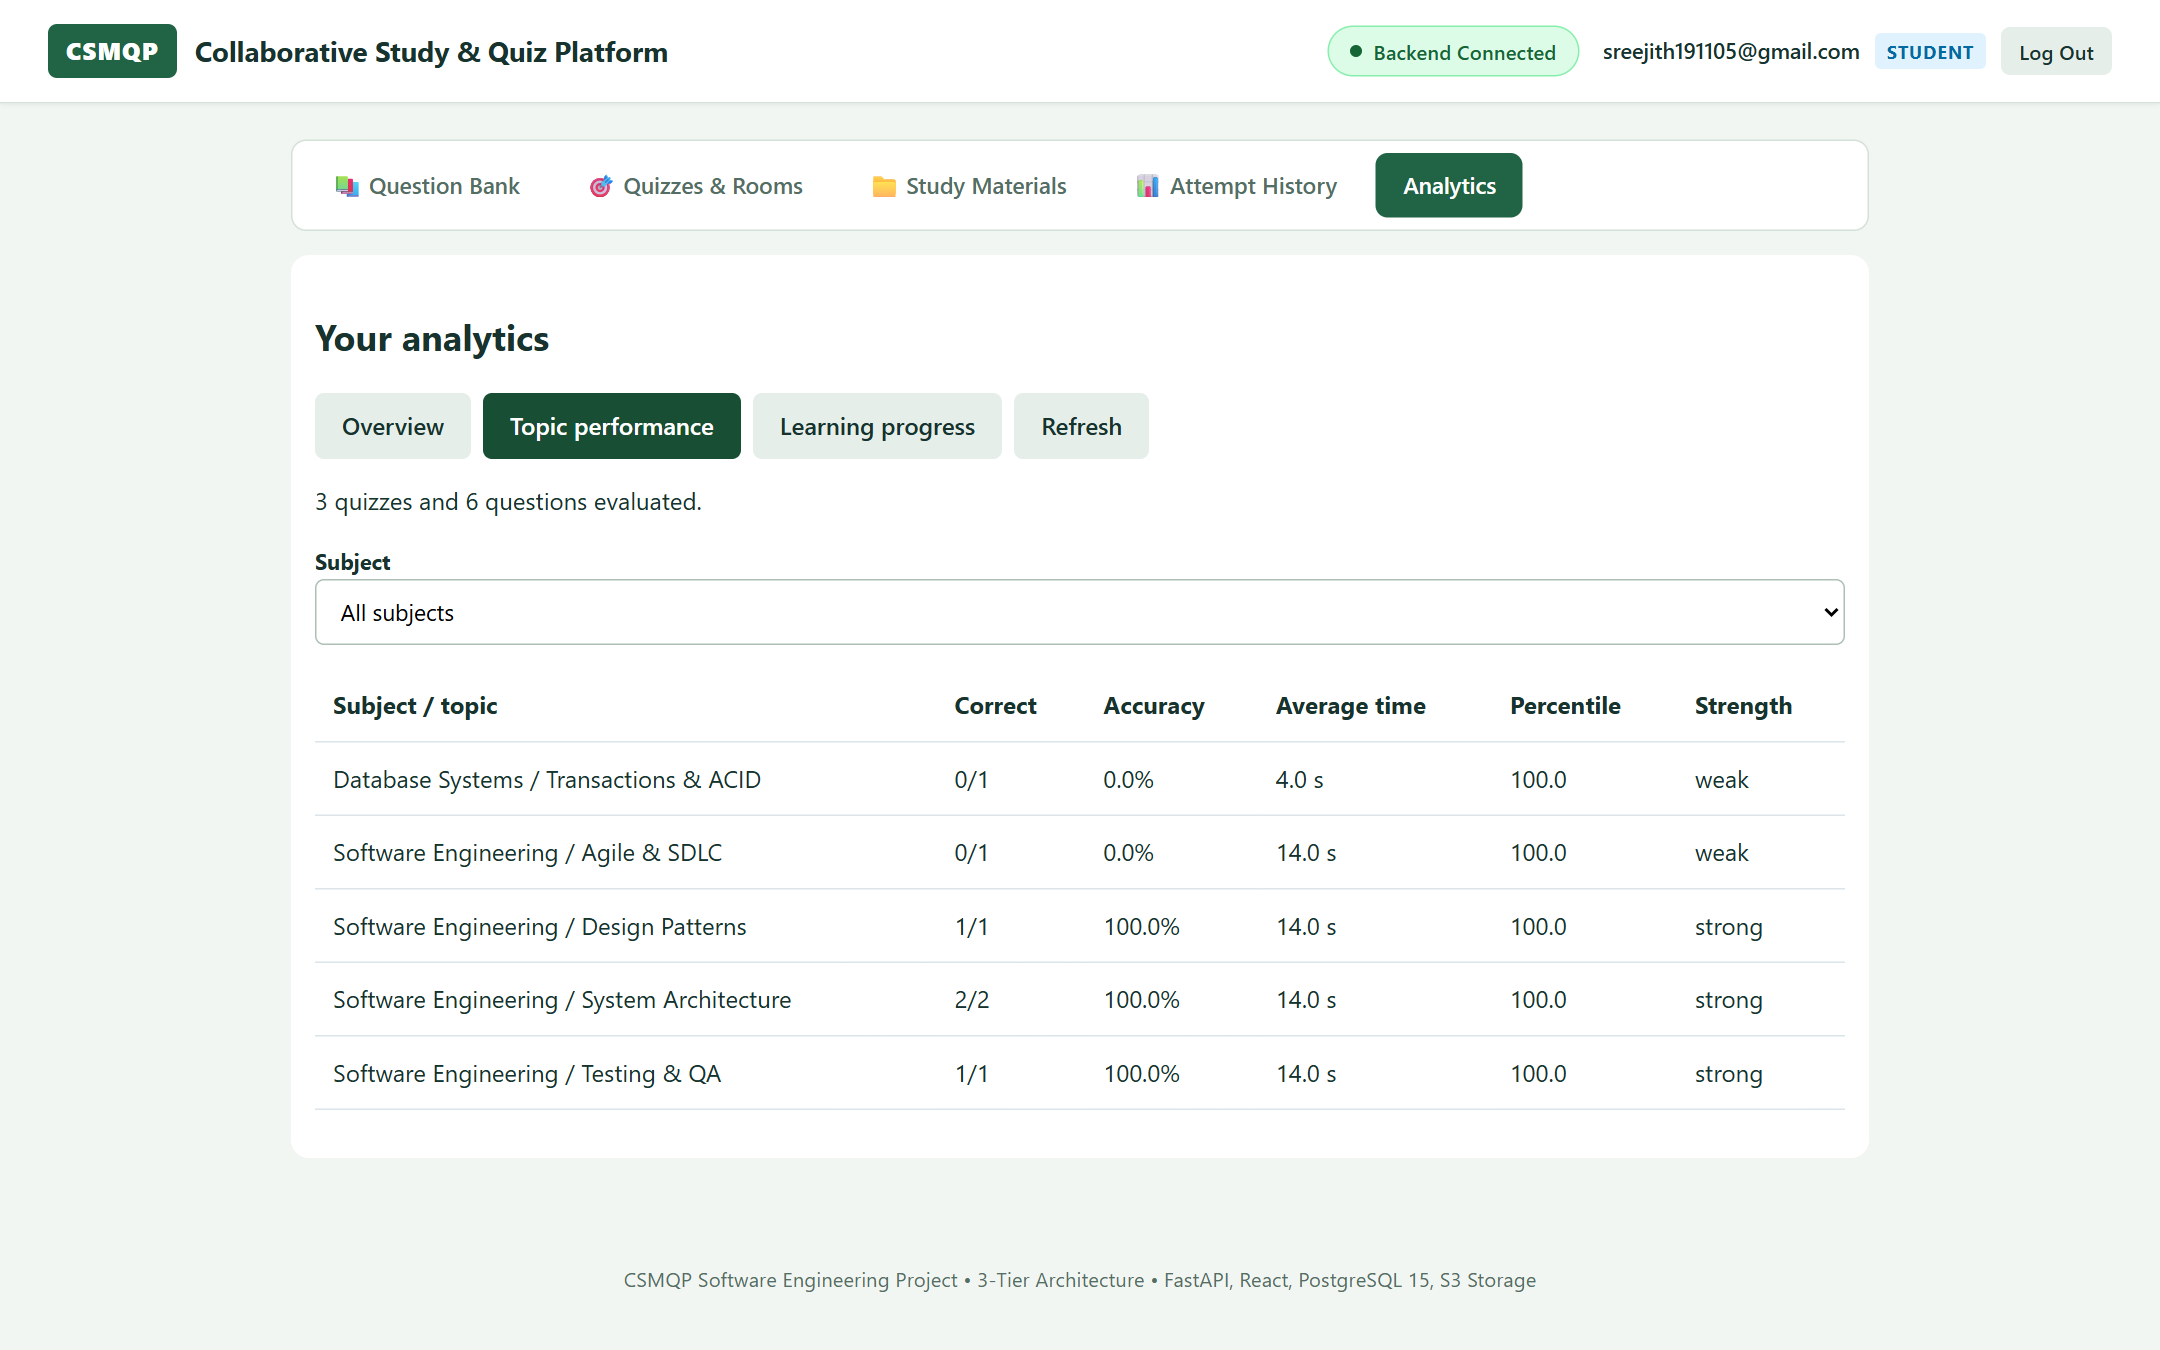 CSMQP Collaborative Study & Quiz Platform Backend Connected sreejith191105@gmail.com STUDENT Log Out
Question Bank Quizzes & Rooms Study Materials Attempt History Analytics
Your analytics
Overview Topic performance Learning progress Refresh
3 quizzes and 6 questions evaluated.
Subject
All subjects
Subject / topic Correct Accuracy Average time Percentile Strength
Database Systems / Transactions & ACID 0/1 0.0% 4.0 s 100.0 weak
Software Engineering / Agile & SDLC 0/1 0.0% 14.0 s 100.0 weak
Software Engineering / Design Patterns 1/1 100.0% 14.0 s 100.0 strong
Software Engineering / System Architecture 2/2 100.0% 14.0 s 100.0 strong
Software Engineering / Testing & QA 1/1 100.0% 14.0 s 100.0 strong
CSMQP Software Engineering Project • 3-Tier Architecture • FastAPI, React, PostgreSQL 15, S3 Storage